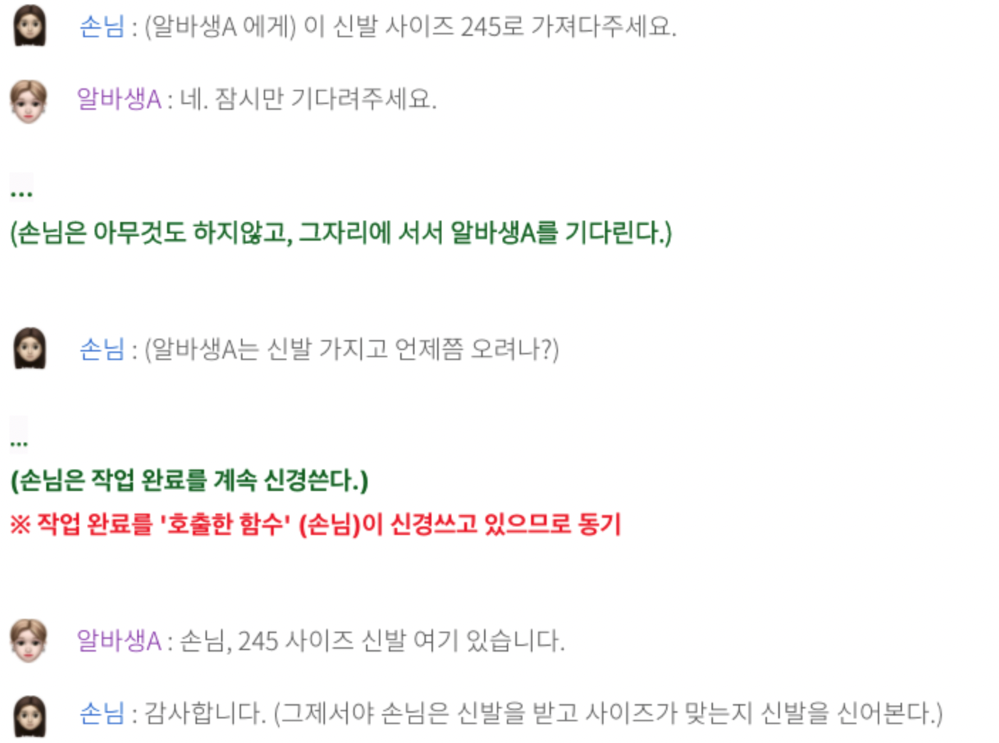 손님 : (알바생A 에게) 이 신발 사이즈 245로 가져다주세요.
알바생A : 네. 잠시만 기다려주세요.
...
(손님은 아무것도 하지않고, 그자리에 서서 알바생A를 기다린다.)
손님 : (알바생A는 신발 가지고 언제쯤 오려나?)
...
(손님은 작업 완료를 계속 신경쓴다.)
※ 작업 완료를 '호출한 함수' (손님)이 신경쓰고 있으므로 동기
알바생A : 손님, 245 사이즈 신발 여기 있습니다.
손님 : 감사합니다. (그제서야 손님은 신발을 받고 사이즈가 맞는지 신발을 신어본다.)